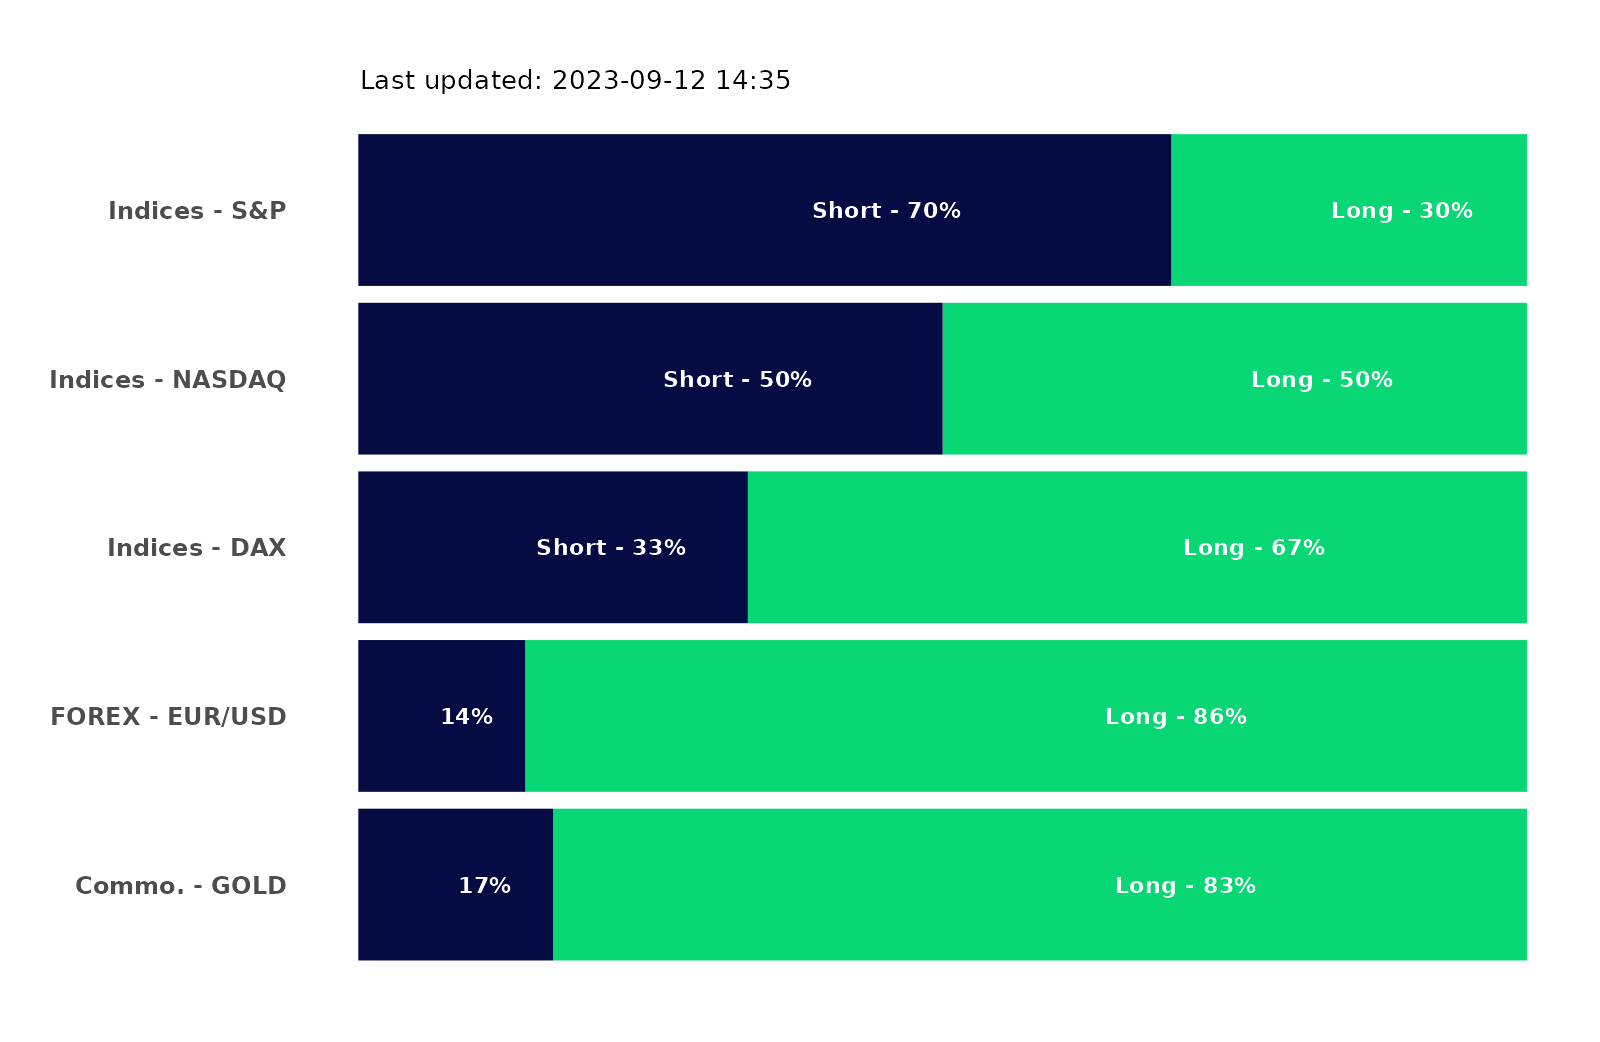 Last updated: 2023-09-12 14:35
Indices - S&P Short - 70% Long - 30%
Indices - NASDAQ Short - 50% Long - 50%
Indices - DAX Short - 33% Long - 67%
FOREX - EUR/USD 14% Long - 86%
Commo. - GOLD 17% Long - 83%